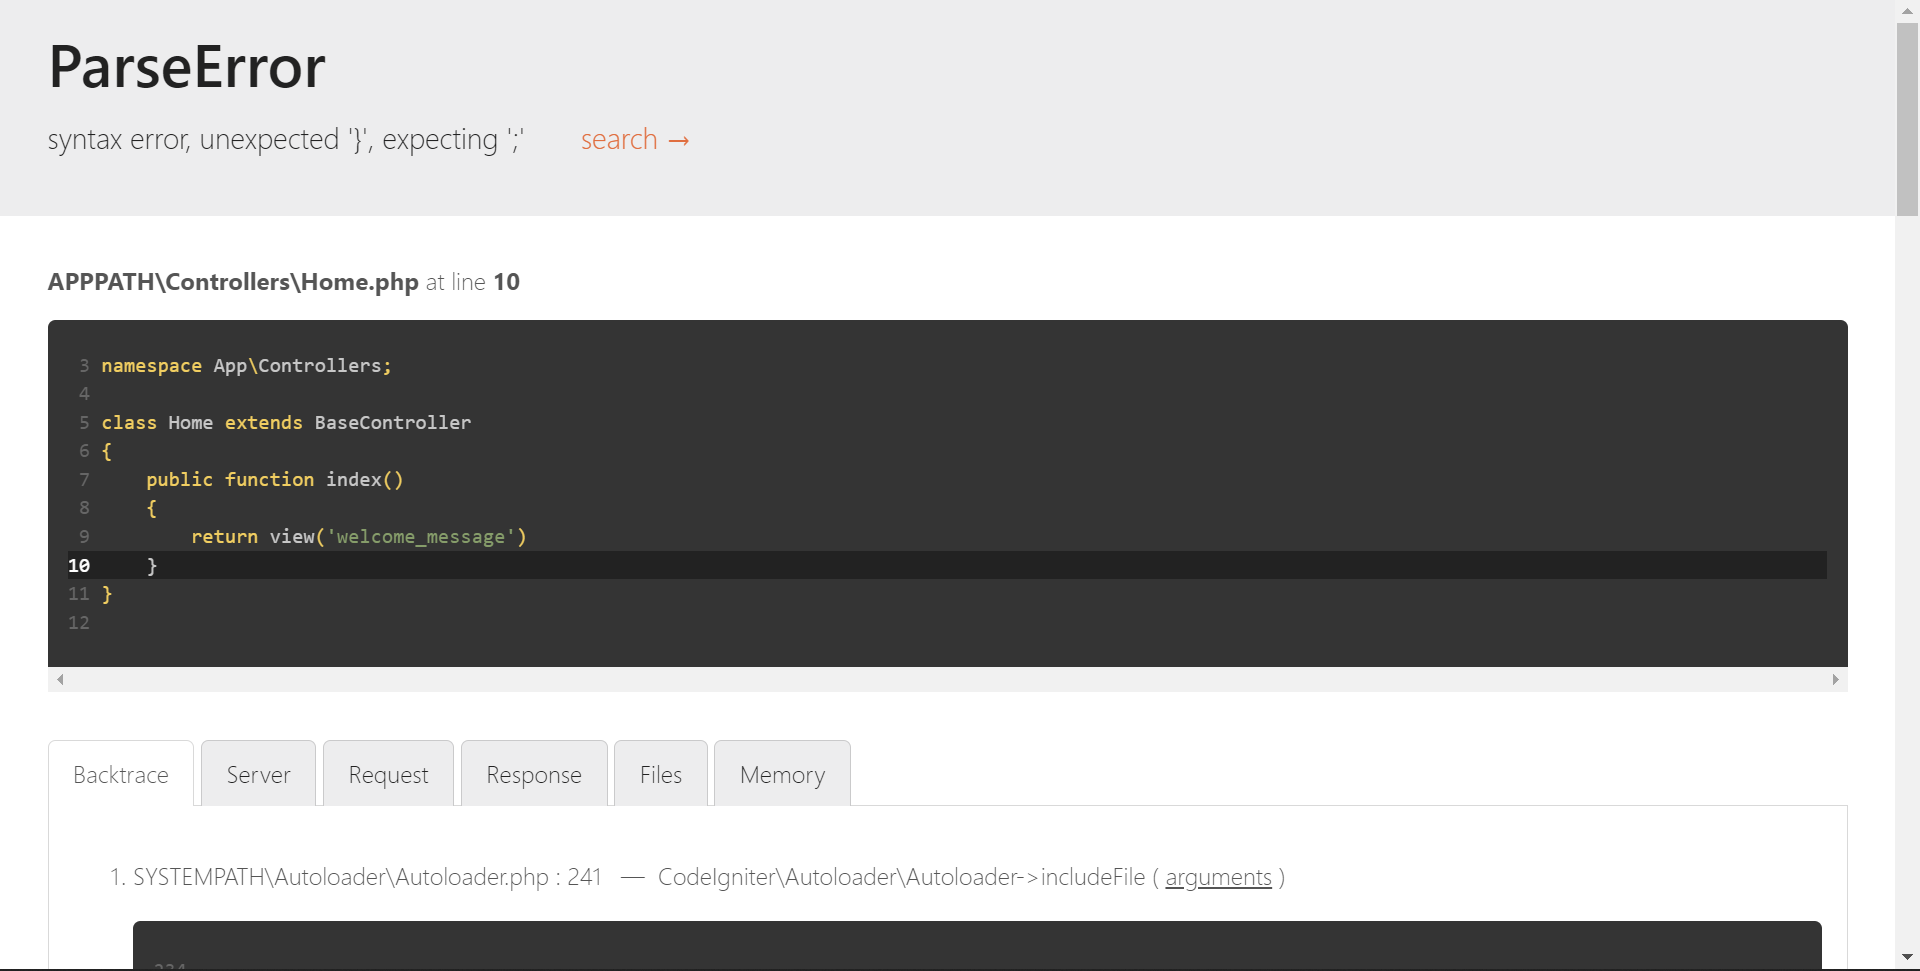 ParseError
syntax error, unexpected '}', expecting ';' search →
APPPATH\Controllers\Home.php at line 10
3 namespace App\Controllers;
4
5 class Home extends BaseController
6 {
7     public function index()
8     {
9         return view('welcome_message')
10     }
11 }
12
Backtrace Server Request Response Files Memory
1. SYSTEMPATH\Autoloader\Autoloader.php : 241 — CodeIgniter\Autoloader\Autoloader->includeFile ( arguments )